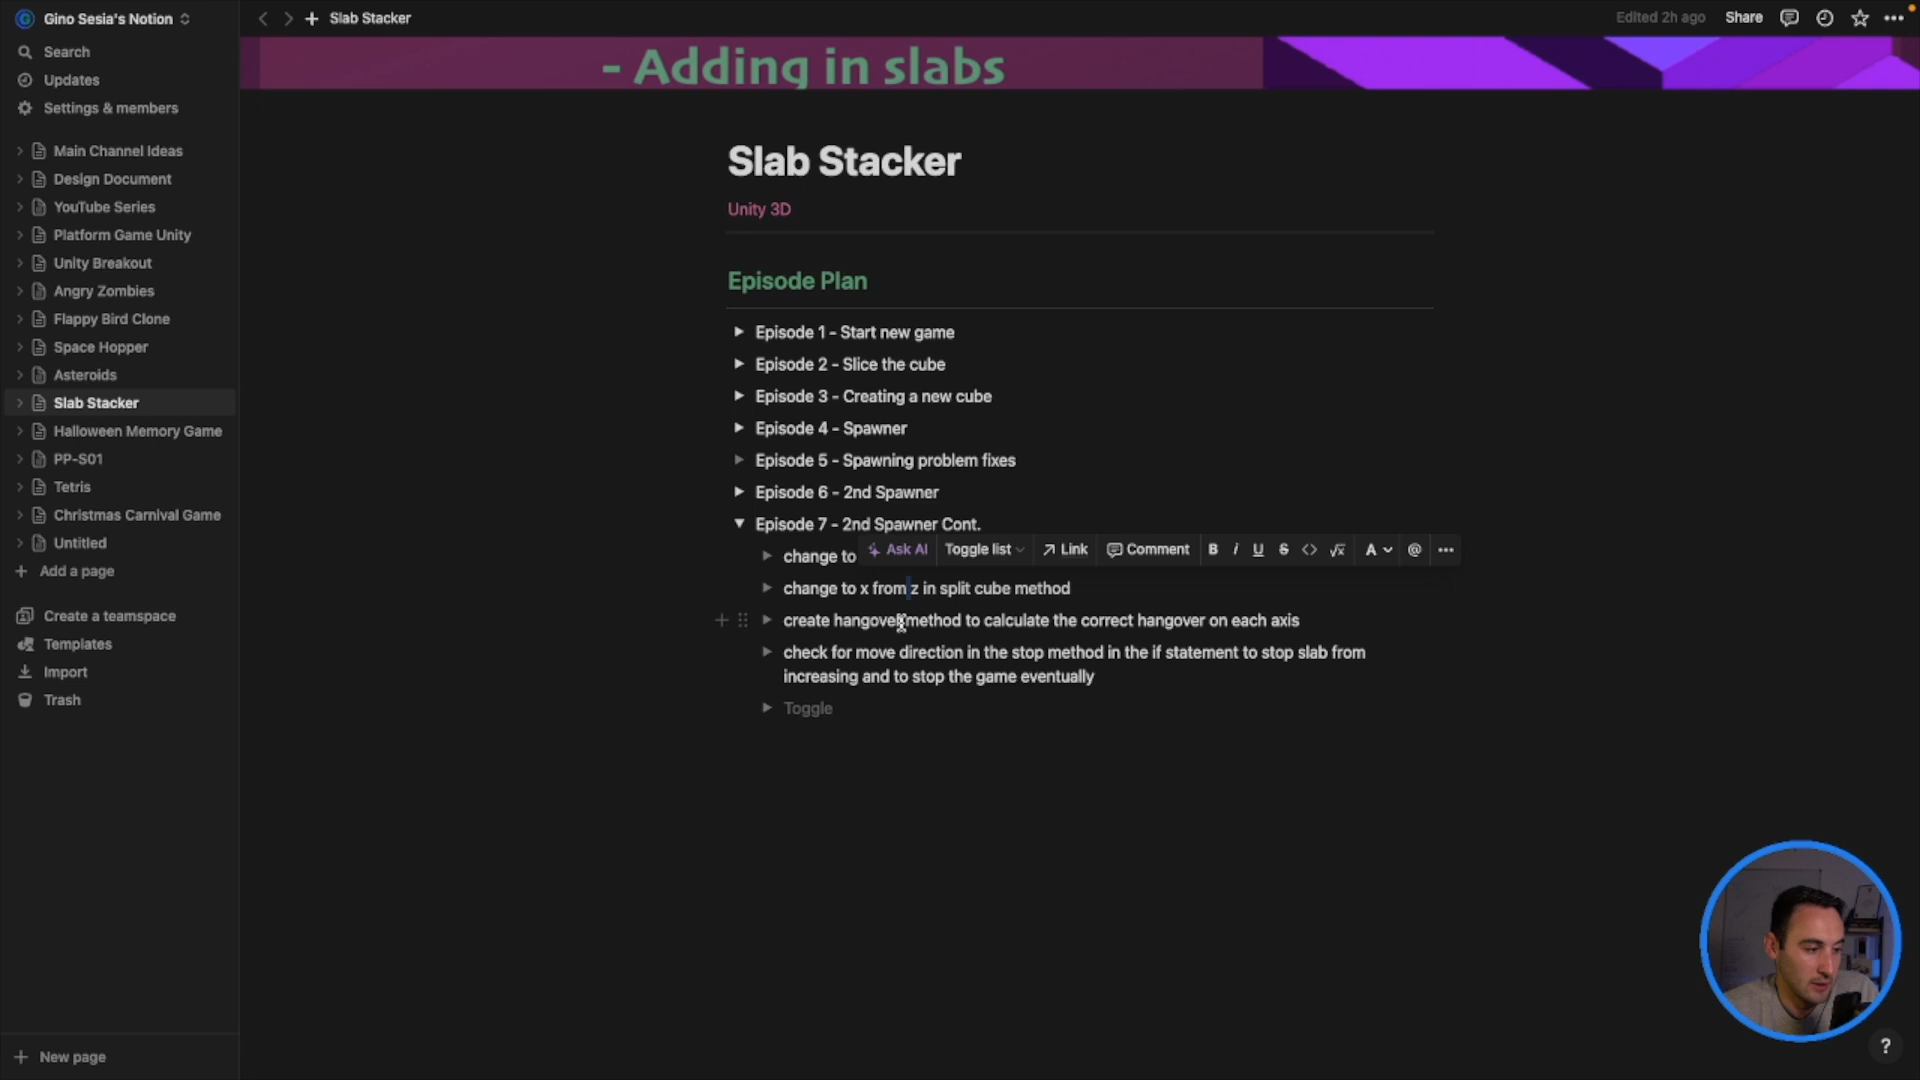 Gino Sesia's Notion
Slab Stacker
Edited 2h ago
Share
Search
Updates
Settings & members
Main Channel Ideas
Design Document
YouTube Series
Platform Game Unity
Unity Breakout
Angry Zombies
Flappy Bird Clone
Space Hopper
Asteroids
Slab Stacker
Halloween Memory Game
PP-S01
Tetris
Christmas Carnival Game
Untitled
Add a page
Create a teamspace
Templates
Import
Trash
New page
- Adding in slabs
Slab Stacker
Unity 3D
Episode Plan
Episode 1 - Start new game
Episode 2 - Slice the cube
Episode 3 - Creating a new cube
Episode 4 - Spawner
Episode 5 - Spawning problem fixes
Episode 6 - 2nd Spawner
Episode 7 - 2nd Spawner Cont.
change to
Ask AI Toggle list Link Comment B i U S <> √x A @ •••
change to x from z in split cube method
create hangover method to calculate the correct hangover on each axis
check for move direction in the stop method in the if statement to stop slab from
increasing and to stop the game eventually
Toggle
?